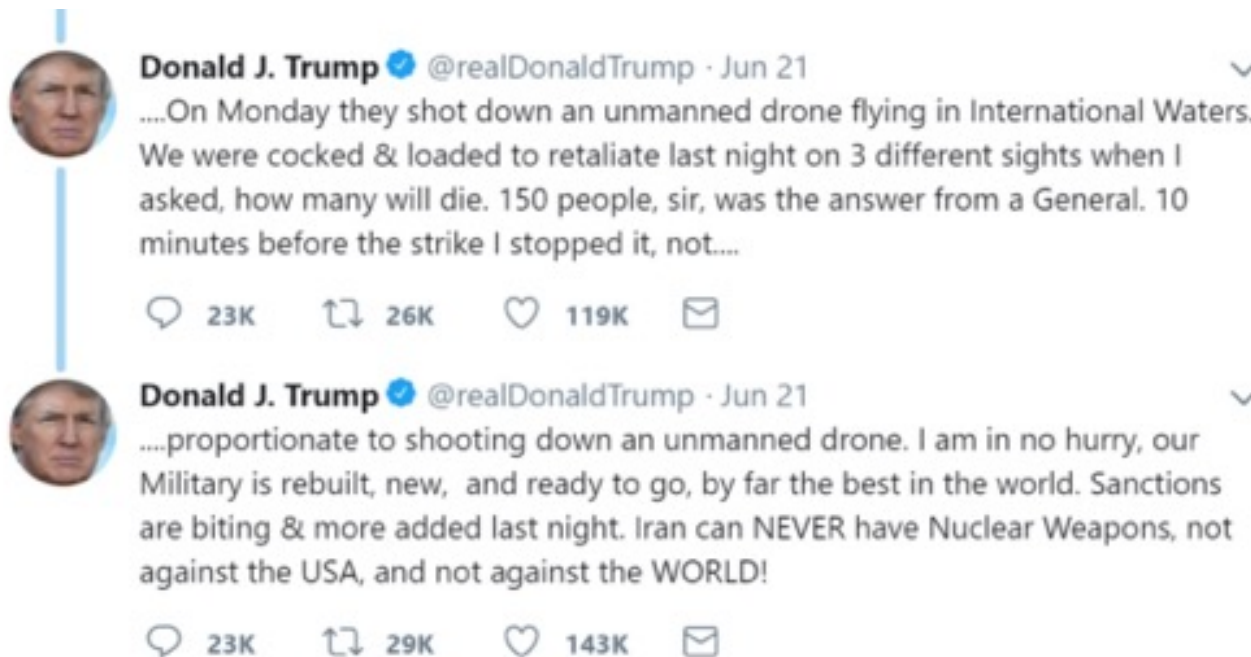 Donald J. Trump @realDonaldTrump · Jun 21
....On Monday they shot down an unmanned drone flying in International Waters.
We were cocked & loaded to retaliate last night on 3 different sights when I
asked, how many will die. 150 people, sir, was the answer from a General. 10
minutes before the strike I stopped it, not....
23K 26K 119K
Donald J. Trump @realDonaldTrump · Jun 21
....proportionate to shooting down an unmanned drone. I am in no hurry, our
Military is rebuilt, new, and ready to go, by far the best in the world. Sanctions
are biting & more added last night. Iran can NEVER have Nuclear Weapons, not
against the USA, and not against the WORLD!
23K 29K 143K